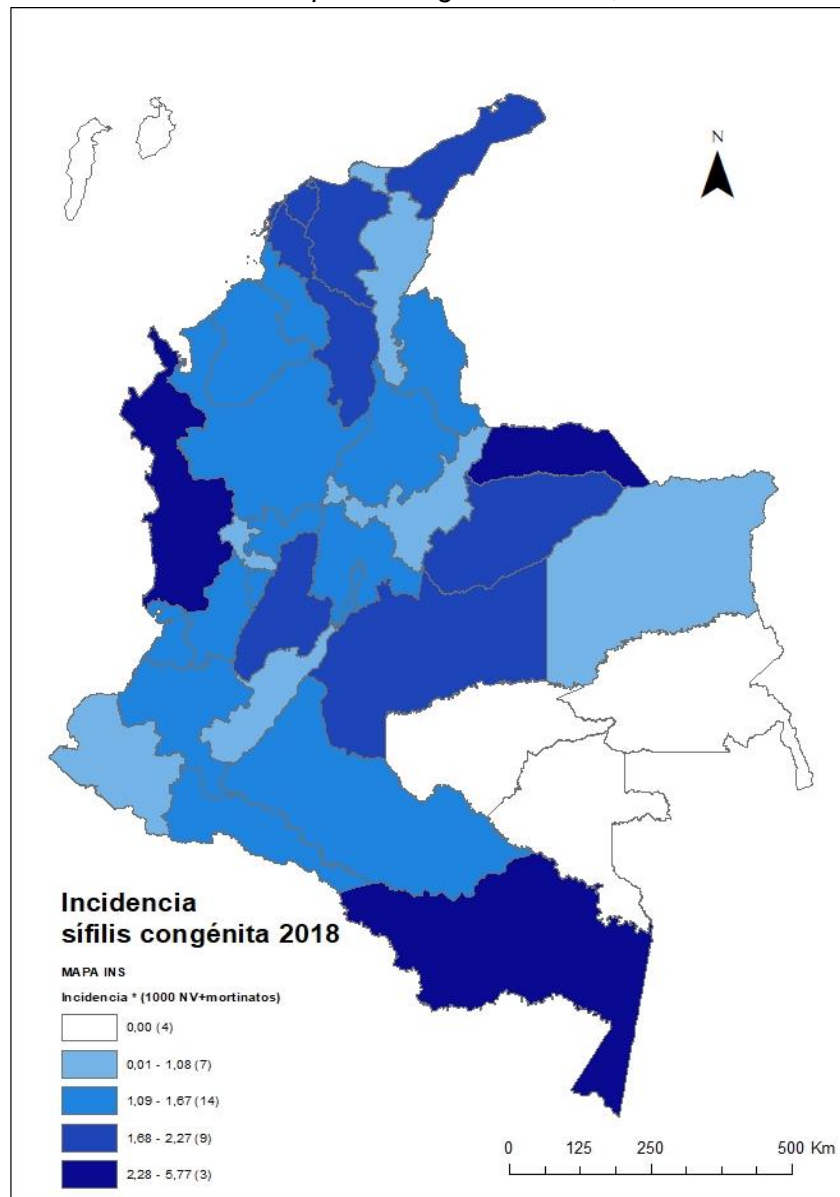 N
Incidencia
sífilis congénita 2018
MAPA INS
Incidencia * (1000 NV+mortinatos)
0,00 (4)
0,01 - 1,08 (7)
1,09 - 1,67 (14)
1,68 - 2,27 (9)
2,28 - 5,77 (3)
0 125 250 500 Km